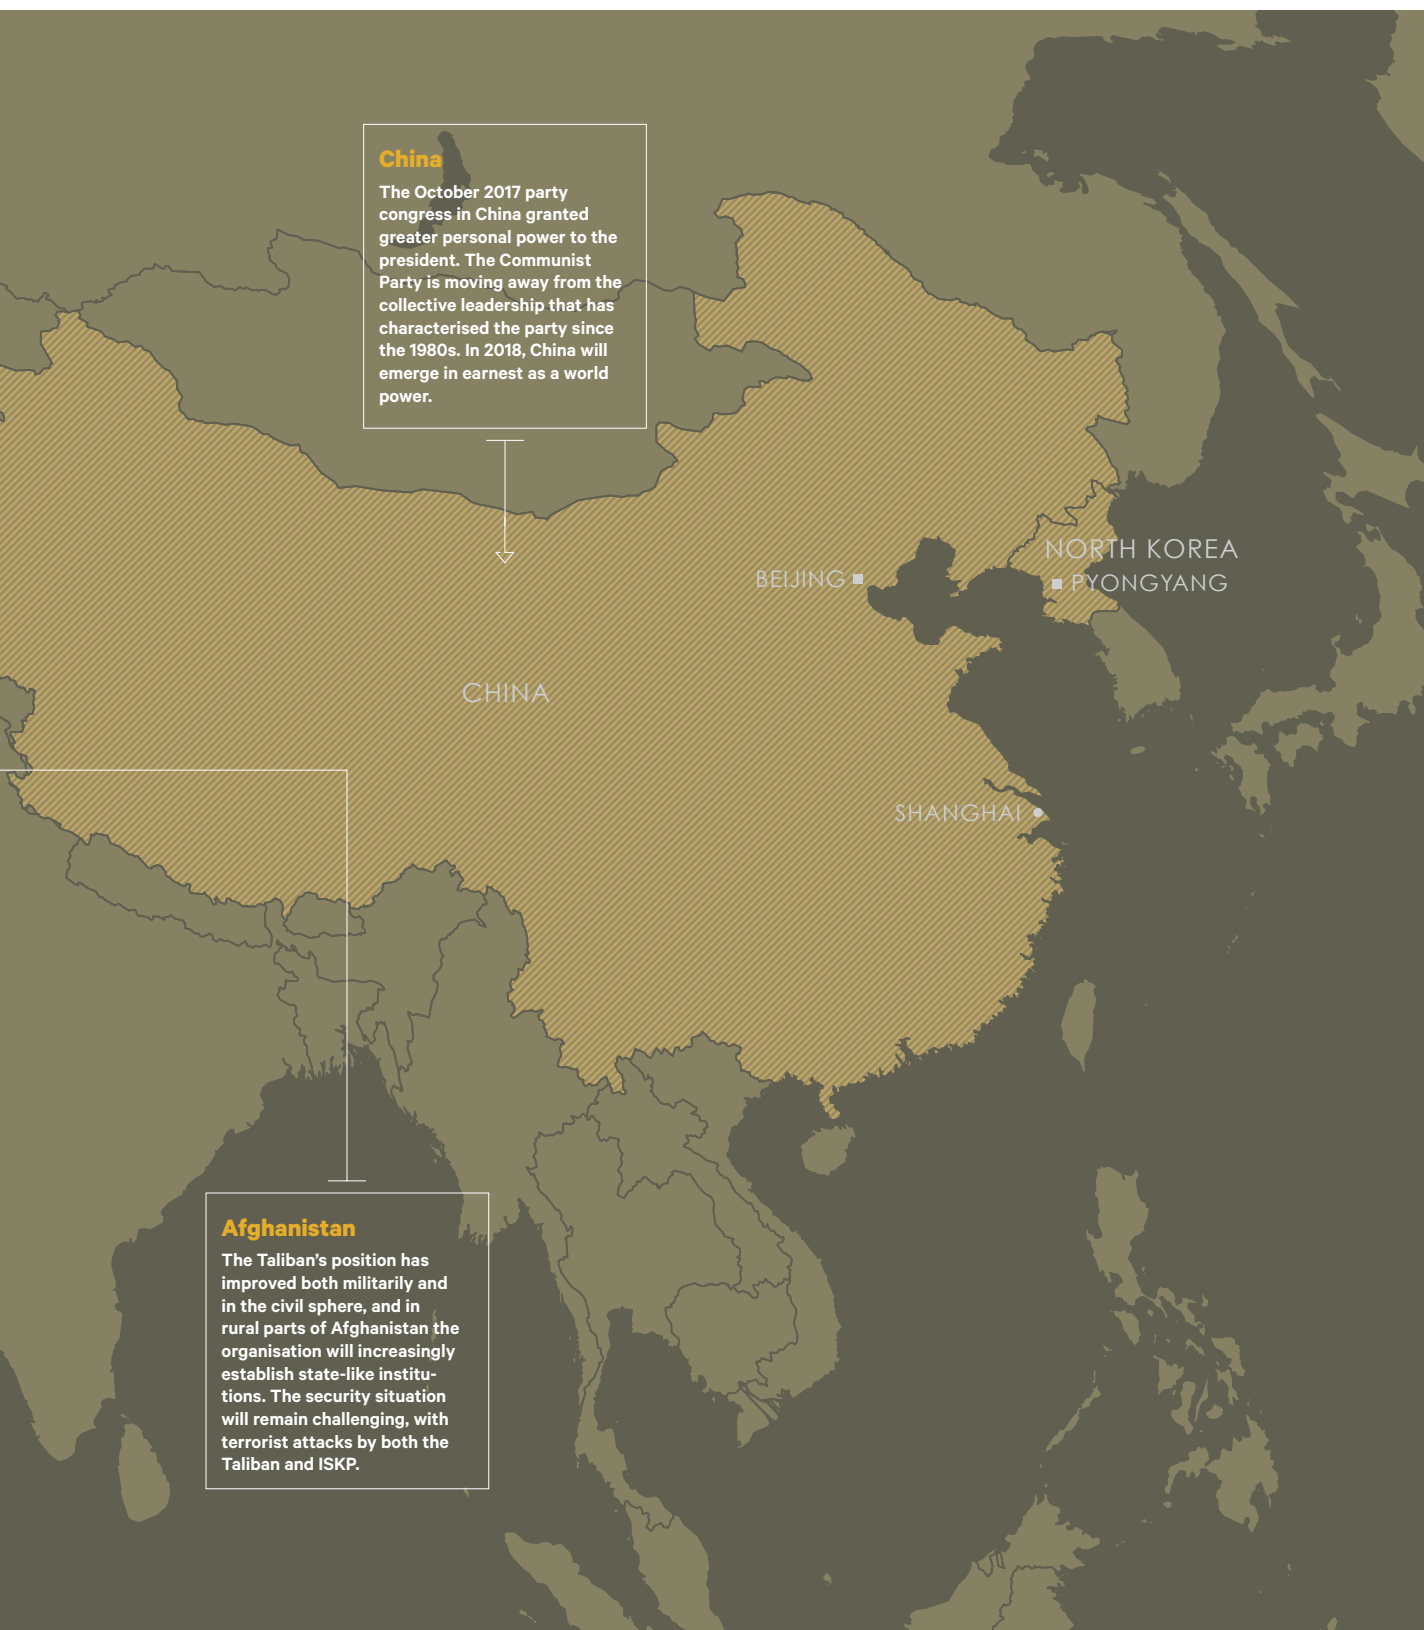 China
The October 2017 party
congress in China granted
greater personal power to the
president. The Communist
Party is moving away from the
collective leadership that has
characterised the party since
the 1980s. In 2018, China will
emerge in earnest as a world
power.
NORTH KOREA
BEIJING
PYONGYANG
CHINA
SHANGHAI
Afghanistan
The Taliban’s position has
improved both militarily and
in the civil sphere, and in
rural parts of Afghanistan the
organisation will increasingly
establish state-like institu-
tions. The security situation
will remain challenging, with
terrorist attacks by both the
Taliban and ISKP.